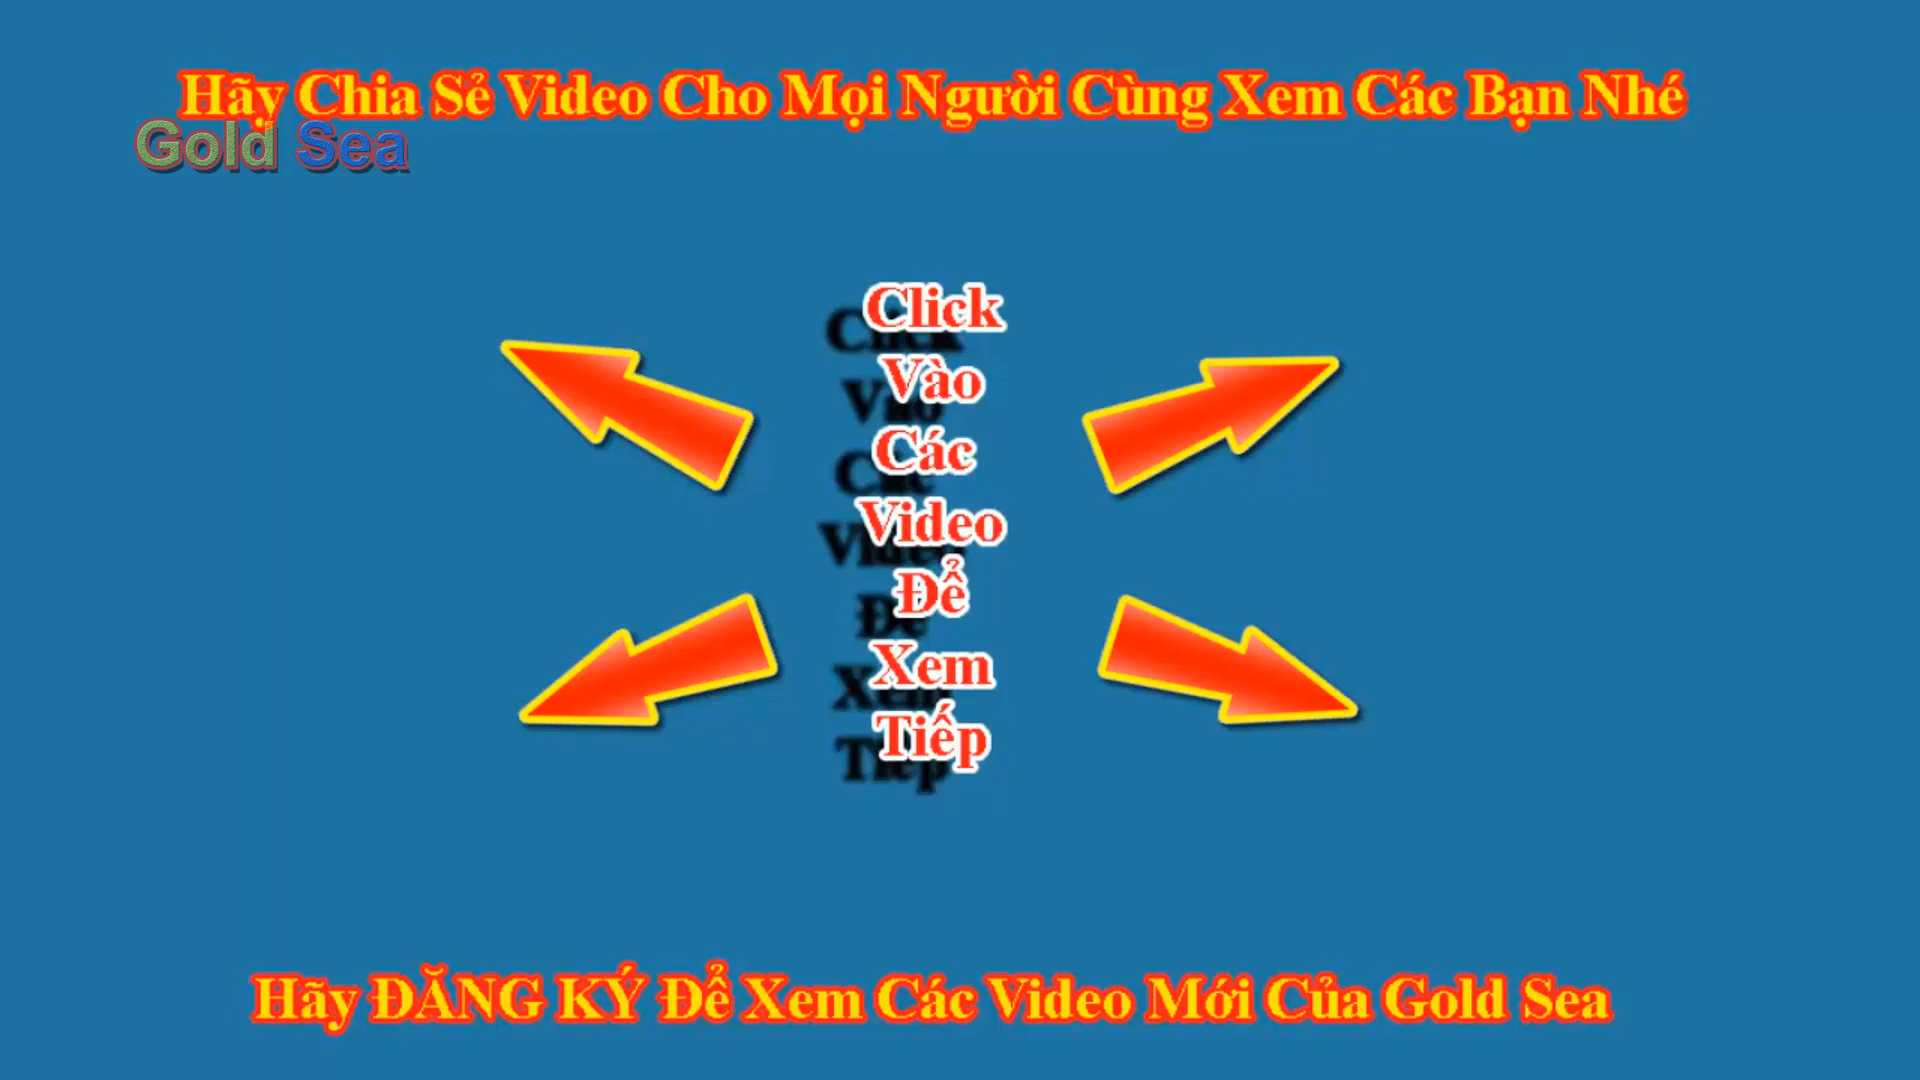 Hãy Chia Sẻ Video Cho Mọi Người Cùng Xem Các Bạn Nhé
Gold Sea
Click
Vào
Các
Video
Để
Xem
Tiếp
Hãy ĐĂNG KÝ Để Xem Các Video Mới Của Gold Sea